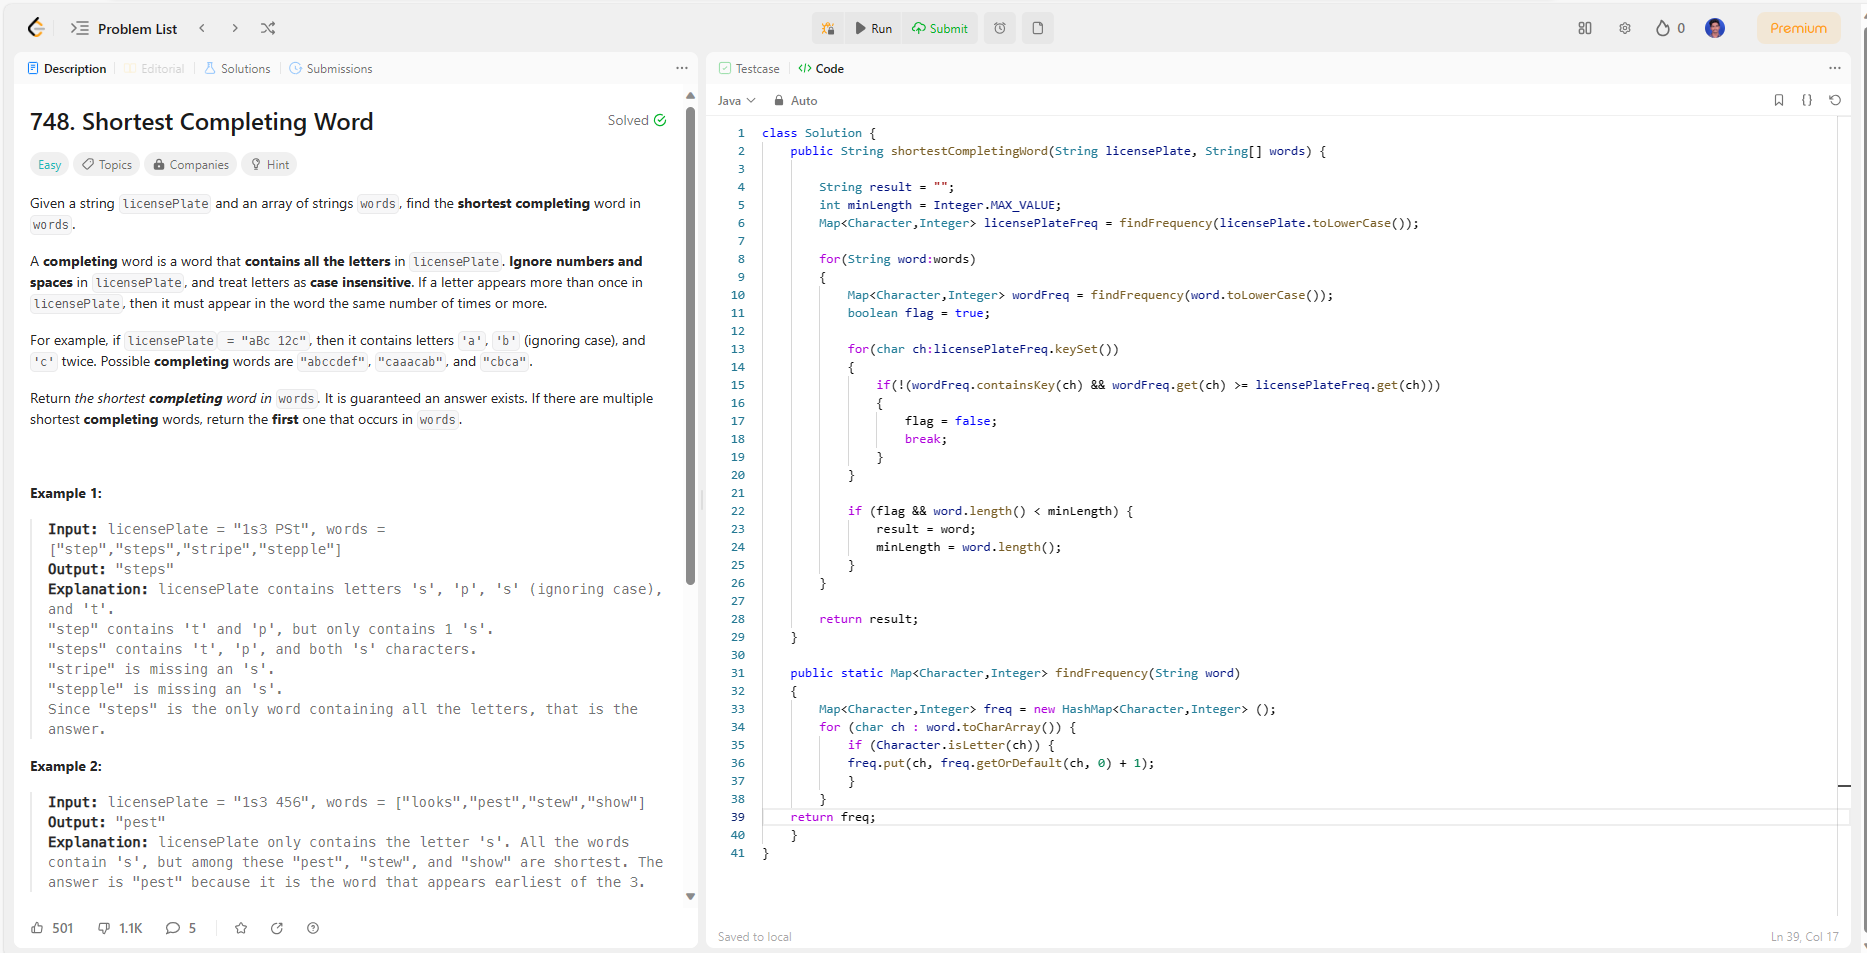 Problem List
Run
Submit
0
Premium
Description
Editorial
Solutions
Submissions
748. Shortest Completing Word
Solved
Easy
Topics
Companies
Hint
Given a string licensePlate and an array of strings words, find the shortest completing word in
words.
A completing word is a word that contains all the letters in licensePlate. Ignore numbers and
spaces in licensePlate, and treat letters as case insensitive. If a letter appears more than once in
licensePlate, then it must appear in the word the same number of times or more.
For example, if licensePlate = "aBc 12c", then it contains letters 'a', 'b' (ignoring case), and
'c' twice. Possible completing words are "abccdef", "caaacab", and "cbca".
Return the shortest completing word in words. It is guaranteed an answer exists. If there are multiple
shortest completing words, return the first one that occurs in words.
Example 1:
Input: licensePlate = "1s3 PSt", words =
["step","steps","stripe","stepple"]
Output: "steps"
Explanation: licensePlate contains letters 's', 'p', 's' (ignoring case),
and 't'.
"step" contains 't' and 'p', but only contains 1 's'.
"steps" contains 't', 'p', and both 's' characters.
"stripe" is missing an 's'.
"stepple" is missing an 's'.
Since "steps" is the only word containing all the letters, that is the
answer.
Example 2:
Input: licensePlate = "1s3 456", words = ["looks","pest","stew","show"]
Output: "pest"
Explanation: licensePlate only contains the letter 's'. All the words
contain 's', but among these "pest", "stew", and "show" are shortest. The
answer is "pest" because it is the word that appears earliest of the 3.
501
1.1K
5
Testcase
Code
Java
Auto
1 class Solution {
2 public String shortestCompletingWord(String licensePlate, String[] words) {
3
4 String result = "";
5 int minLength = Integer.MAX_VALUE;
6 Map<Character,Integer> licensePlateFreq = findFrequency(licensePlate.toLowerCase());
7
8 for(String word:words)
9 {
10 Map<Character,Integer> wordFreq = findFrequency(word.toLowerCase());
11 boolean flag = true;
12
13 for(char ch:licensePlateFreq.keySet())
14 {
15 if(!(wordFreq.containsKey(ch) && wordFreq.get(ch) >= licensePlateFreq.get(ch)))
16 {
17 flag = false;
18 break;
19 }
20 }
21
22 if (flag && word.length() < minLength) {
23 result = word;
24 minLength = word.length();
25 }
26 }
27
28 return result;
29 }
30
31 public static Map<Character,Integer> findFrequency(String word)
32 {
33 Map<Character,Integer> freq = new HashMap<Character,Integer> ();
34 for (char ch : word.toCharArray()) {
35 if (Character.isLetter(ch)) {
36 freq.put(ch, freq.getOrDefault(ch, 0) + 1);
37 }
38 }
39 return freq;
40 }
41 }
Saved to local
Ln 39, Col 17